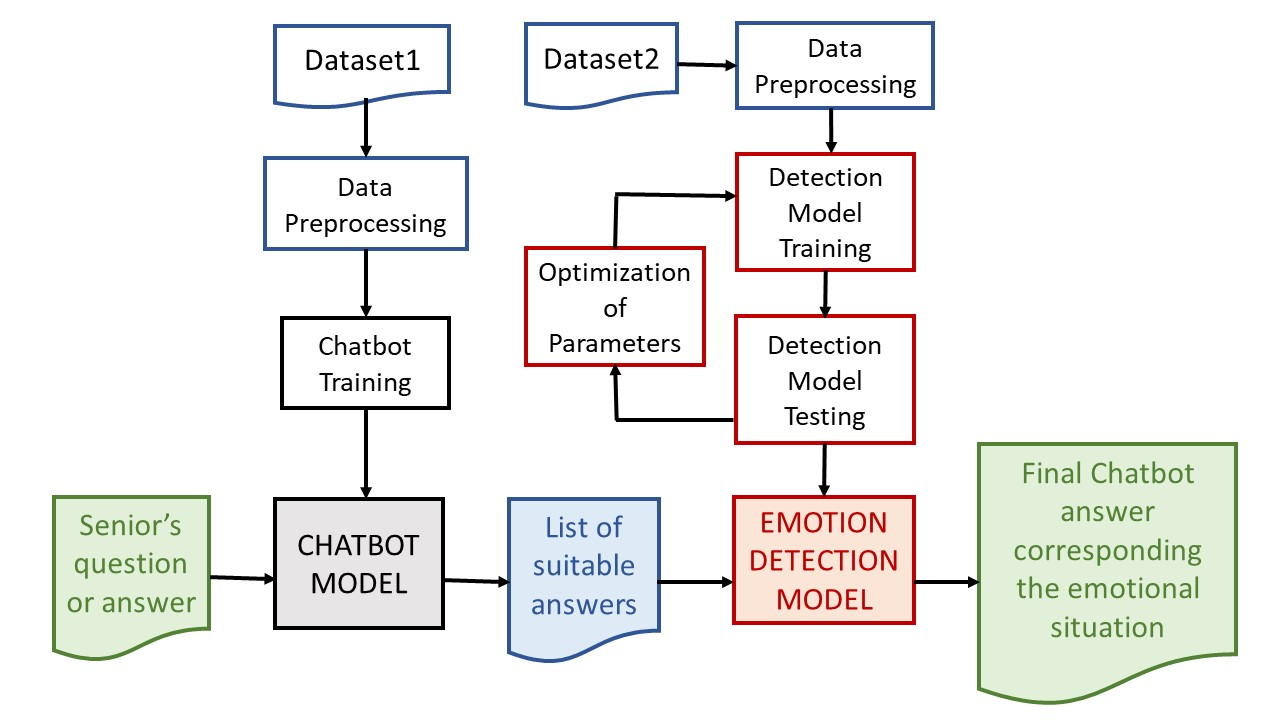 Dataset1
Dataset2
Data
Preprocessing
Data
Preprocessing
Detection
Model
Training
Optimization
of
Parameters
Chatbot
Training
Detection
Model
Testing
Senior’s
question
or answer
CHATBOT
MODEL
List of
suitable
answers
EMOTION
DETECTION
MODEL
Final Chatbot
answer
corresponding
the emotional
situation